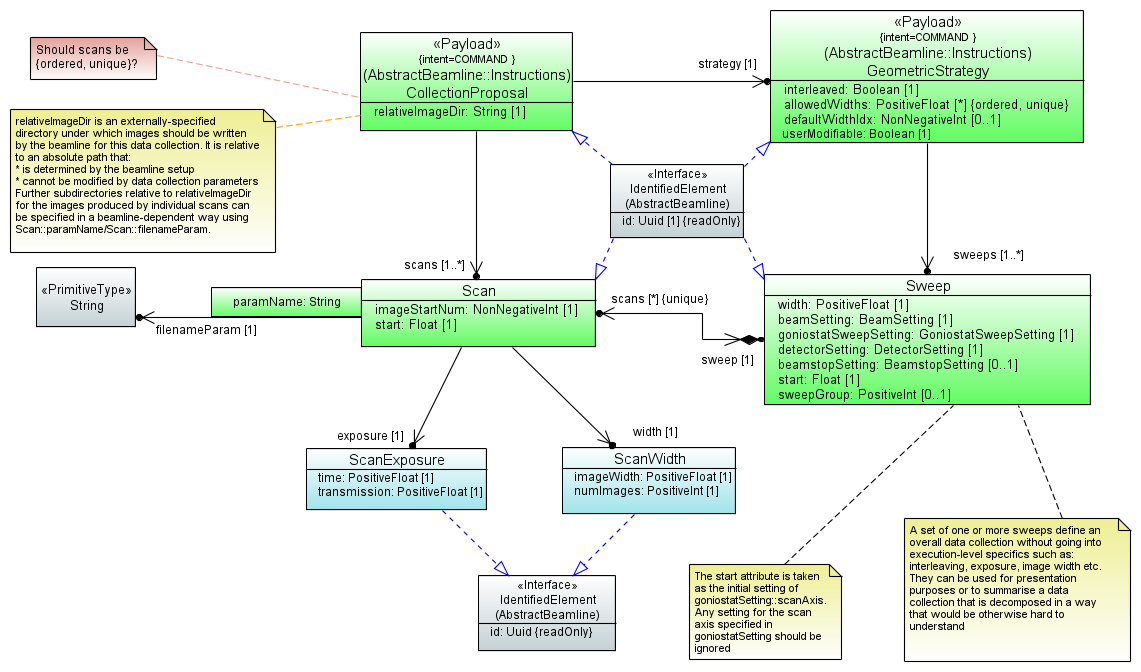 Should scans be
{ordered, unique}?
«Payload»
{intent=COMMAND }
(AbstractBeamline::Instructions)
CollectionProposal
relativeImageDir: String [1]
strategy [1]
«Payload»
{intent=COMMAND }
(AbstractBeamline::Instructions)
GeometricStrategy
interleaved: Boolean [1]
allowedWidths: PositiveFloat [*] {ordered, unique}
defaultWidthIdx: NonNegativeInt [0..1]
userModifiable: Boolean [1]
relativeImageDir is an externally-specified
directory under which images should be written
by the beamline for this data collection. It is relative
to an absolute path that:
* is determined by the beamline setup
* cannot be modified by data collection parameters
Further subdirectories relative to relativeImageDir
for the images produced by individual scans can
be specified in a beamline-dependent way using
Scan::paramName/Scan::filenameParam.
«Interface»
IdentifiedElement
(AbstractBeamline)
id: Uuid [1] {readOnly}
scans [1..*]
sweeps [1..*]
«PrimitiveType»
String
filenameParam [1]
paramName: String
Scan
imageStartNum: NonNegativeInt [1]
start: Float [1]
scans [*] {unique}
sweep [1]
Sweep
width: PositiveFloat [1]
beamSetting: BeamSetting [1]
goniostatSweepSetting: GoniostatSweepSetting [1]
detectorSetting: DetectorSetting [1]
beamstopSetting: BeamstopSetting [0..1]
start: Float [1]
sweepGroup: PositiveInt [0..1]
exposure [1]
width [1]
ScanExposure
time: PositiveFloat [1]
transmission: PositiveFloat [1]
ScanWidth
imageWidth: PositiveFloat [1]
numImages: PositiveInt [1]
«Interface»
IdentifiedElement
(AbstractBeamline)
id: Uuid {readOnly}
The start attribute is taken
as the initial setting of
goniostatSetting::scanAxis.
Any setting for the scan
axis specified in
goniostatSetting should be
ignored
A set of one or more sweeps define an
overall data collection without going into
execution-level specifics such as:
interleaving, exposure, image width etc.
They can be used for presentation
purposes or to summarise a data
collection that is decomposed in a way
that would be otherwise hard to
understand